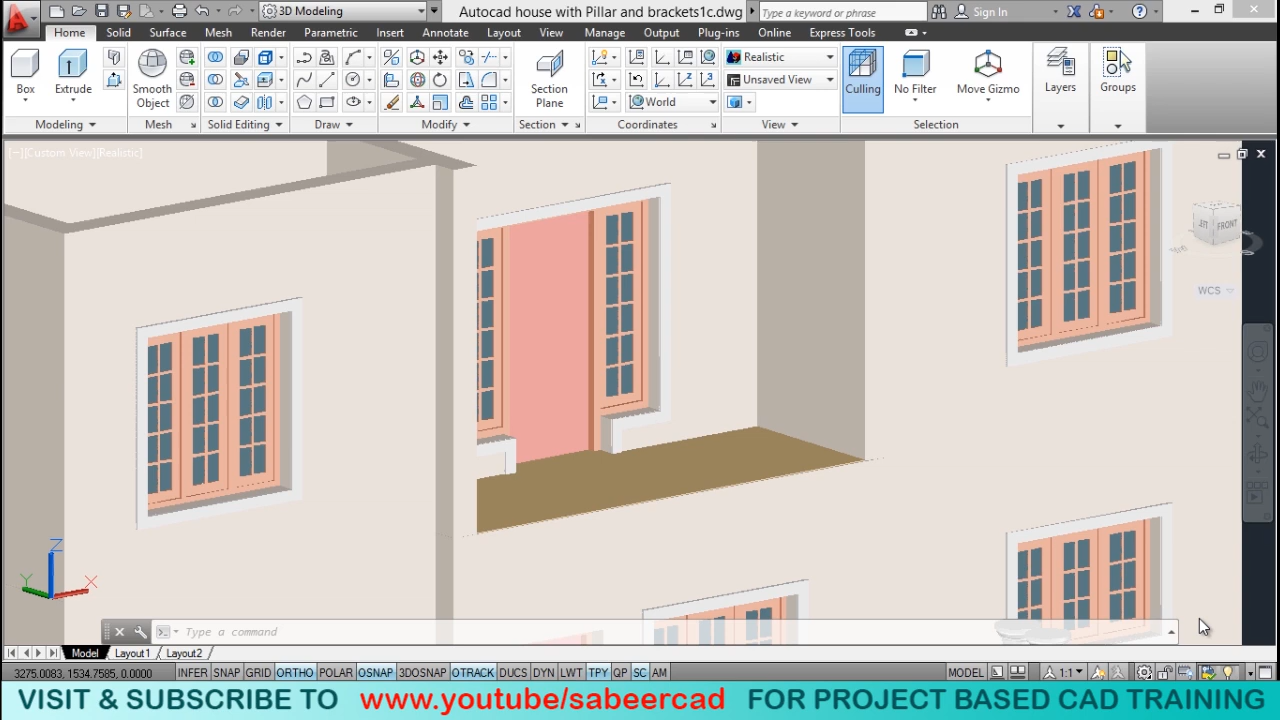 3D Modeling
Autocad house with Pillar and brackets1c.dwg
Type a keyword or phrase
Sign In
Home Solid Surface Mesh Render Parametric Insert Annotate Layout View Manage Output Plug-ins Online Express Tools
Box
Extrude
Smooth
Object
Section
Plane
Realistic
Unsaved View
World
Culling
No Filter
Move Gizmo
Layers
Groups
Modeling Mesh Solid Editing Draw Modify Section Coordinates View Selection
[−][Custom View][Realistic]
FRONT
WCS
Z
Y
X
Type a command
Model Layout1 Layout2
3275.0083, 1534.7585, 0.0000
INFER SNAP GRID ORTHO POLAR OSNAP 3DOSNAP OTRACK DUCS DYN LWT TPY QP SC AM
MODEL
1:1
VISIT & SUBSCRIBE TO www.youtube/sabeercad FOR PROJECT BASED CAD TRAINING